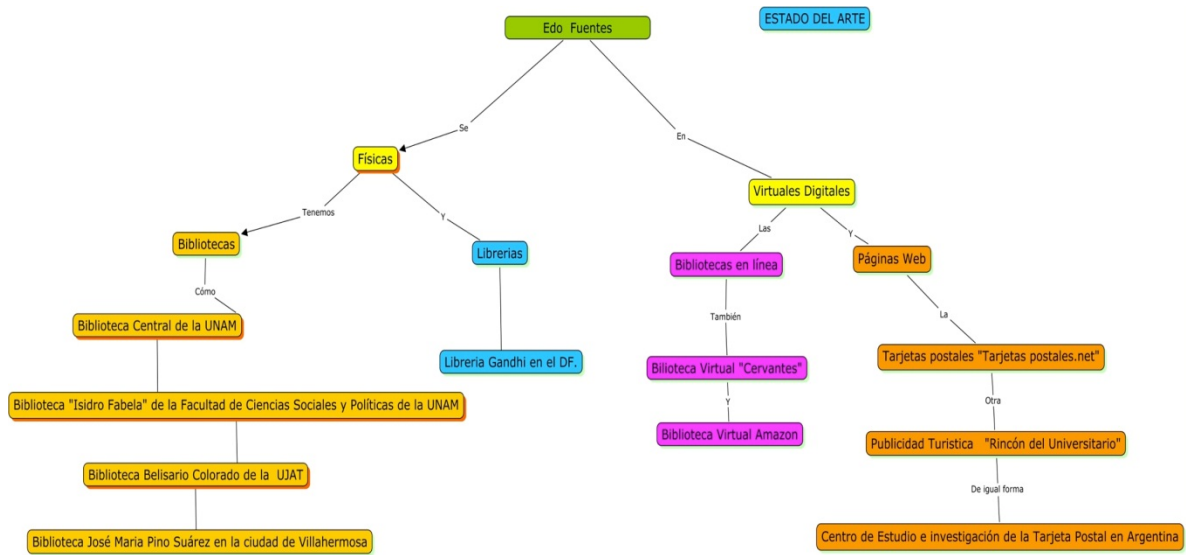 ESTADO DEL ARTE
Edo Fuentes
Se
En
Físicas
Virtuales Digitales
Tenemos
Y
Las
Y
Bibliotecas
Librerias
Bibliotecas en línea
Páginas Web
Cómo
También
La
Biblioteca Central de la UNAM
Libreria Gandhi en el DF.
Bilioteca Virtual "Cervantes"
Tarjetas postales "Tarjetas postales.net"
Y
Otra
Biblioteca "Isidro Fabela" de la Facultad de Ciencias Sociales y Políticas de la UNAM
Biblioteca Virtual Amazon
Publicidad Turistica "Rincón del Universitario"
Biblioteca Belisario Colorado de la UJAT
De igual forma
Biblioteca José Maria Pino Suárez en la ciudad de Villahermosa
Centro de Estudio e investigación de la Tarjeta Postal en Argentina